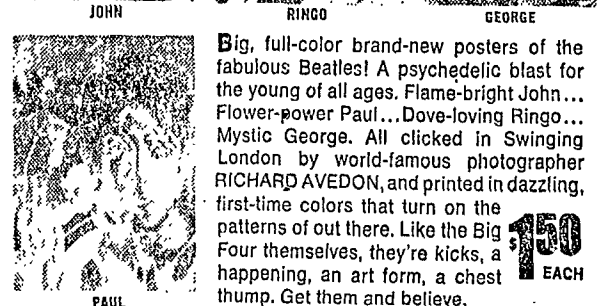 JOHN
RINGO
GEORGE
Big, full-color brand-new posters of the
fabulous Beatles! A psychedelic blast for
the young of all ages. Flame-bright John...
Flower-power Paul...Dove-loving Ringo...
Mystic George. All clicked in Swinging
London by world-famous photographer
RICHARD AVEDON, and printed in dazzling,
first-time colors that turn on the
patterns of out there. Like the Big
Four themselves, they're kicks, a
happening, an art form, a chest
thump. Get them and believe.
$1.50
EACH
PAUL